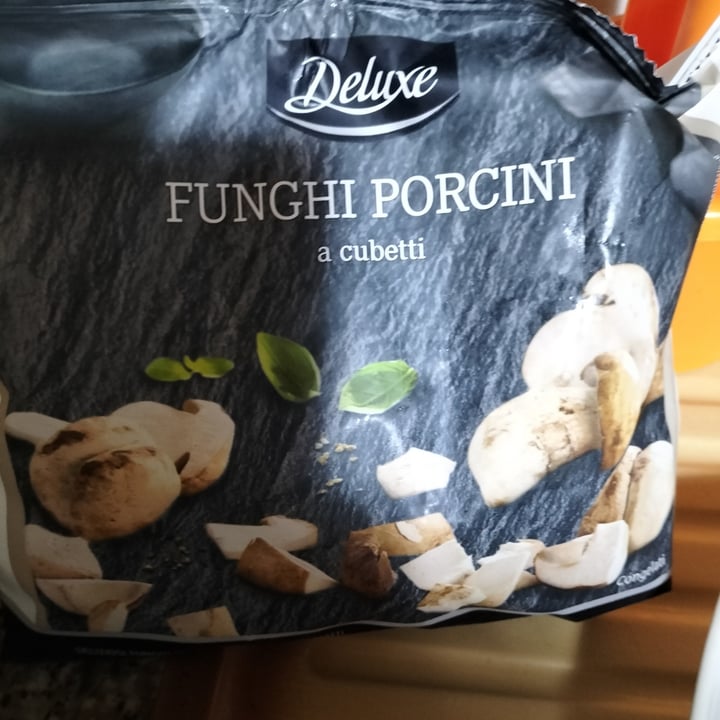 Deluxe
FUNGHI PORCINI
a cubetti
Congelati